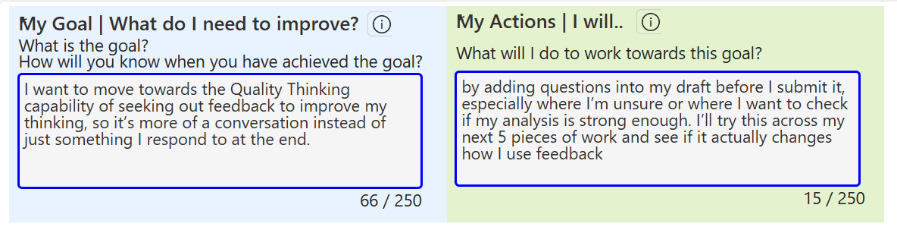 My Goal | What do I need to improve?
What is the goal?
How will you know when you have achieved the goal?
I want to move towards the Quality Thinking
capability of seeking out feedback to improve my
thinking, so it's more of a conversation instead of
just something I respond to at the end.
66 / 250
My Actions | I will..
What will I do to work towards this goal?
by adding questions into my draft before I submit it,
especially where I'm unsure or where I want to check
if my analysis is strong enough. I'll try this across my
next 5 pieces of work and see if it actually changes
how I use feedback
15 / 250